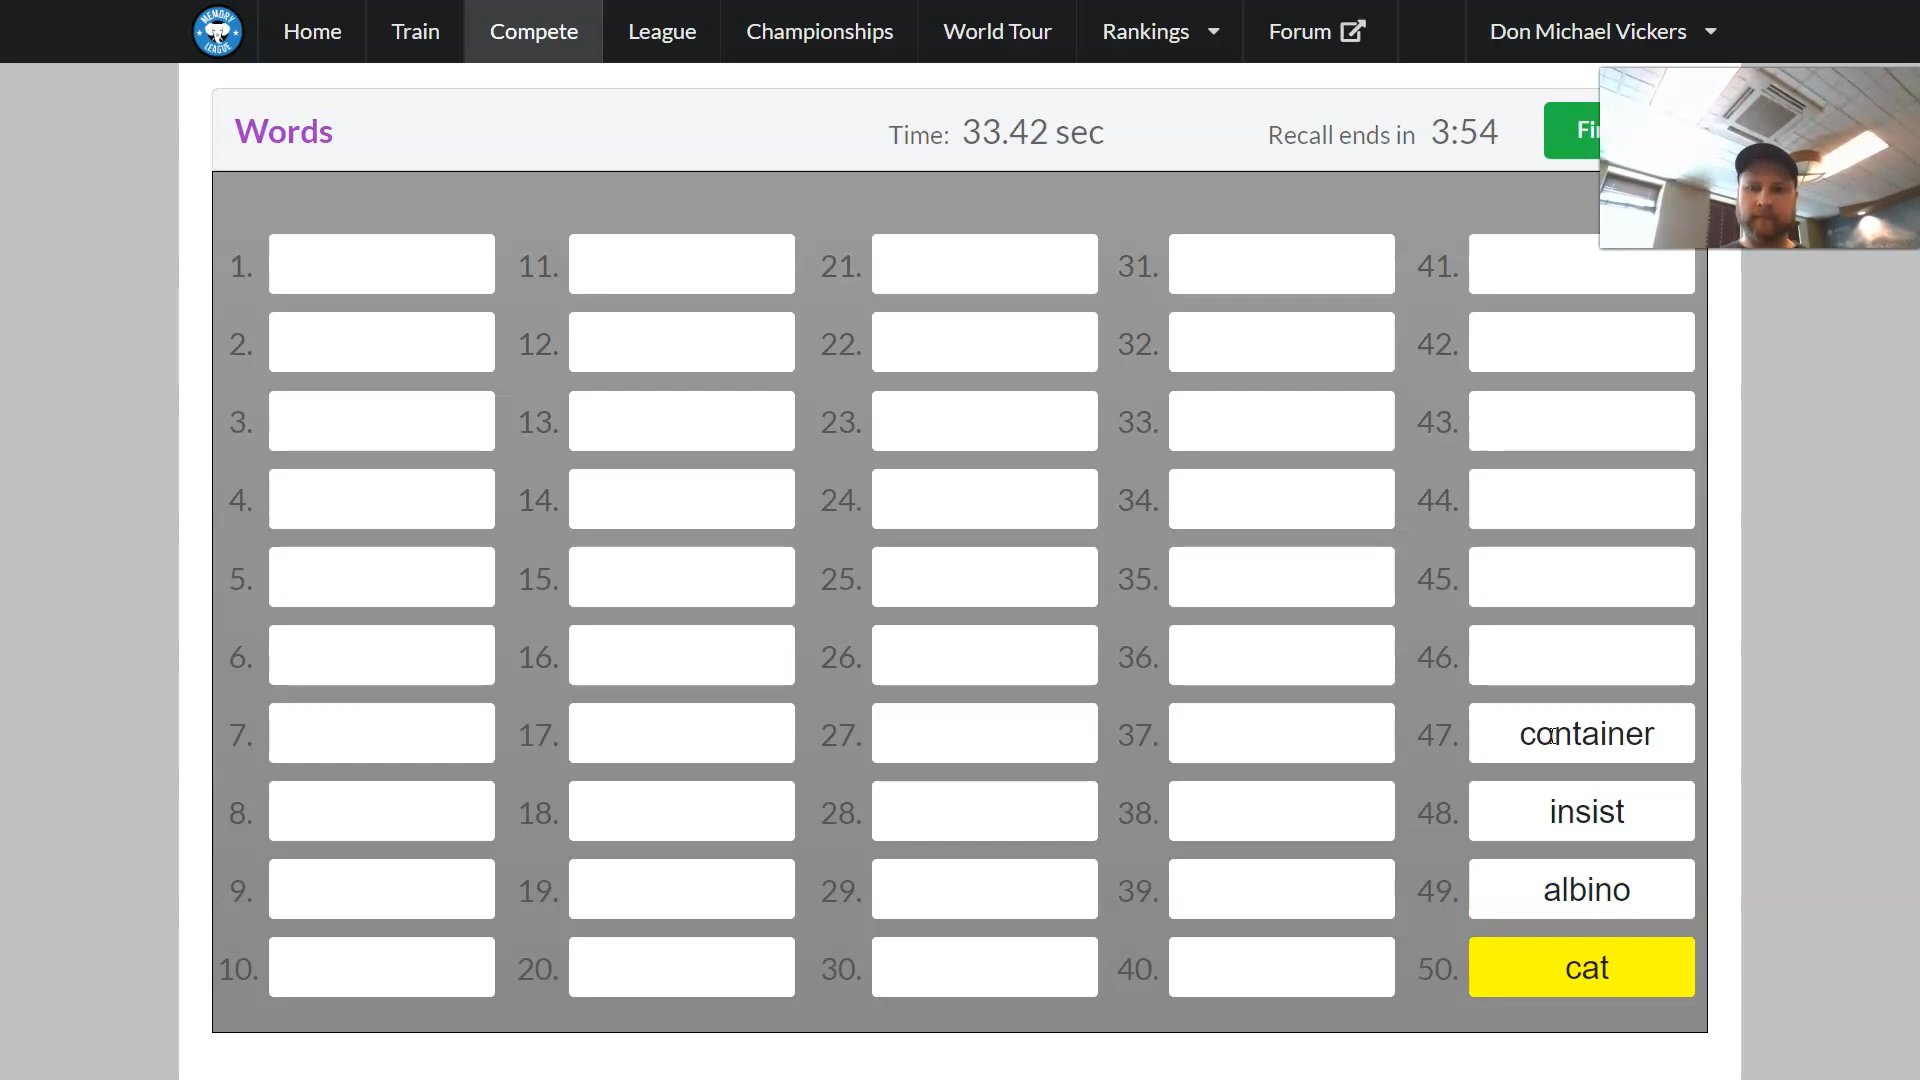 MEMORY LEAGUE
Home Train Compete League Championships World Tour Rankings Forum Don Michael Vickers
Words Time: 33.42 sec Recall ends in 3:54 Fi
1. 11. 21. 31. 41.
2. 12. 22. 32. 42.
3. 13. 23. 33. 43.
4. 14. 24. 34. 44.
5. 15. 25. 35. 45.
6. 16. 26. 36. 46.
7. 17. 27. 37. 47. container
8. 18. 28. 38. 48. insist
9. 19. 29. 39. 49. albino
10. 20. 30. 40. 50. cat